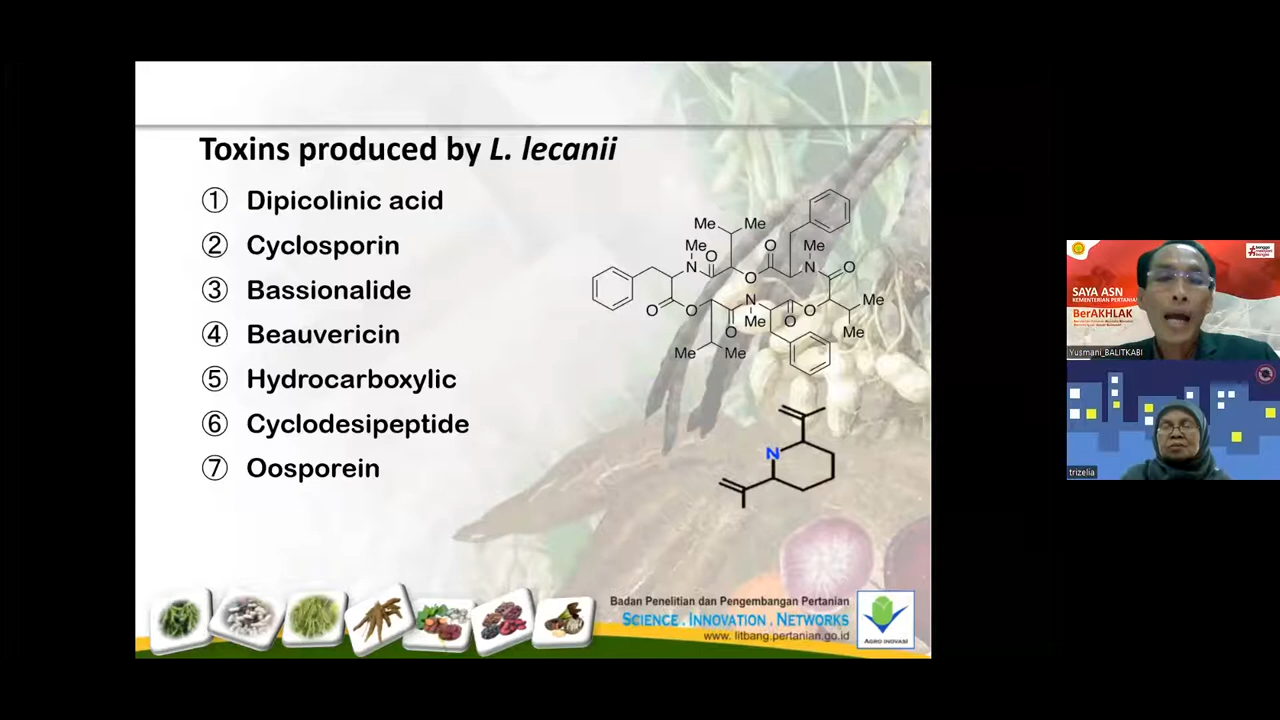 Toxins produced by L. lecanii
① Dipicolinic acid
② Cyclosporin
③ Bassionalide
④ Beauvericin
⑤ Hydrocarboxylic
⑥ Cyclodesipeptide
⑦ Oosporein
Me Me
Me O O Me
N O N O
O O N O O Me
O Me O Me
Me Me
N
Badan Penelitian dan Pengembangan Pertanian
SCIENCE . INNOVATION . NETWORKS
www. litbang.pertanian.go.id
AGRO INOVASI
SAYA ASN
KEMENTERIAN PERTANIAN
BerAKHLAK
Yusmani_BALITKABI
trizelia